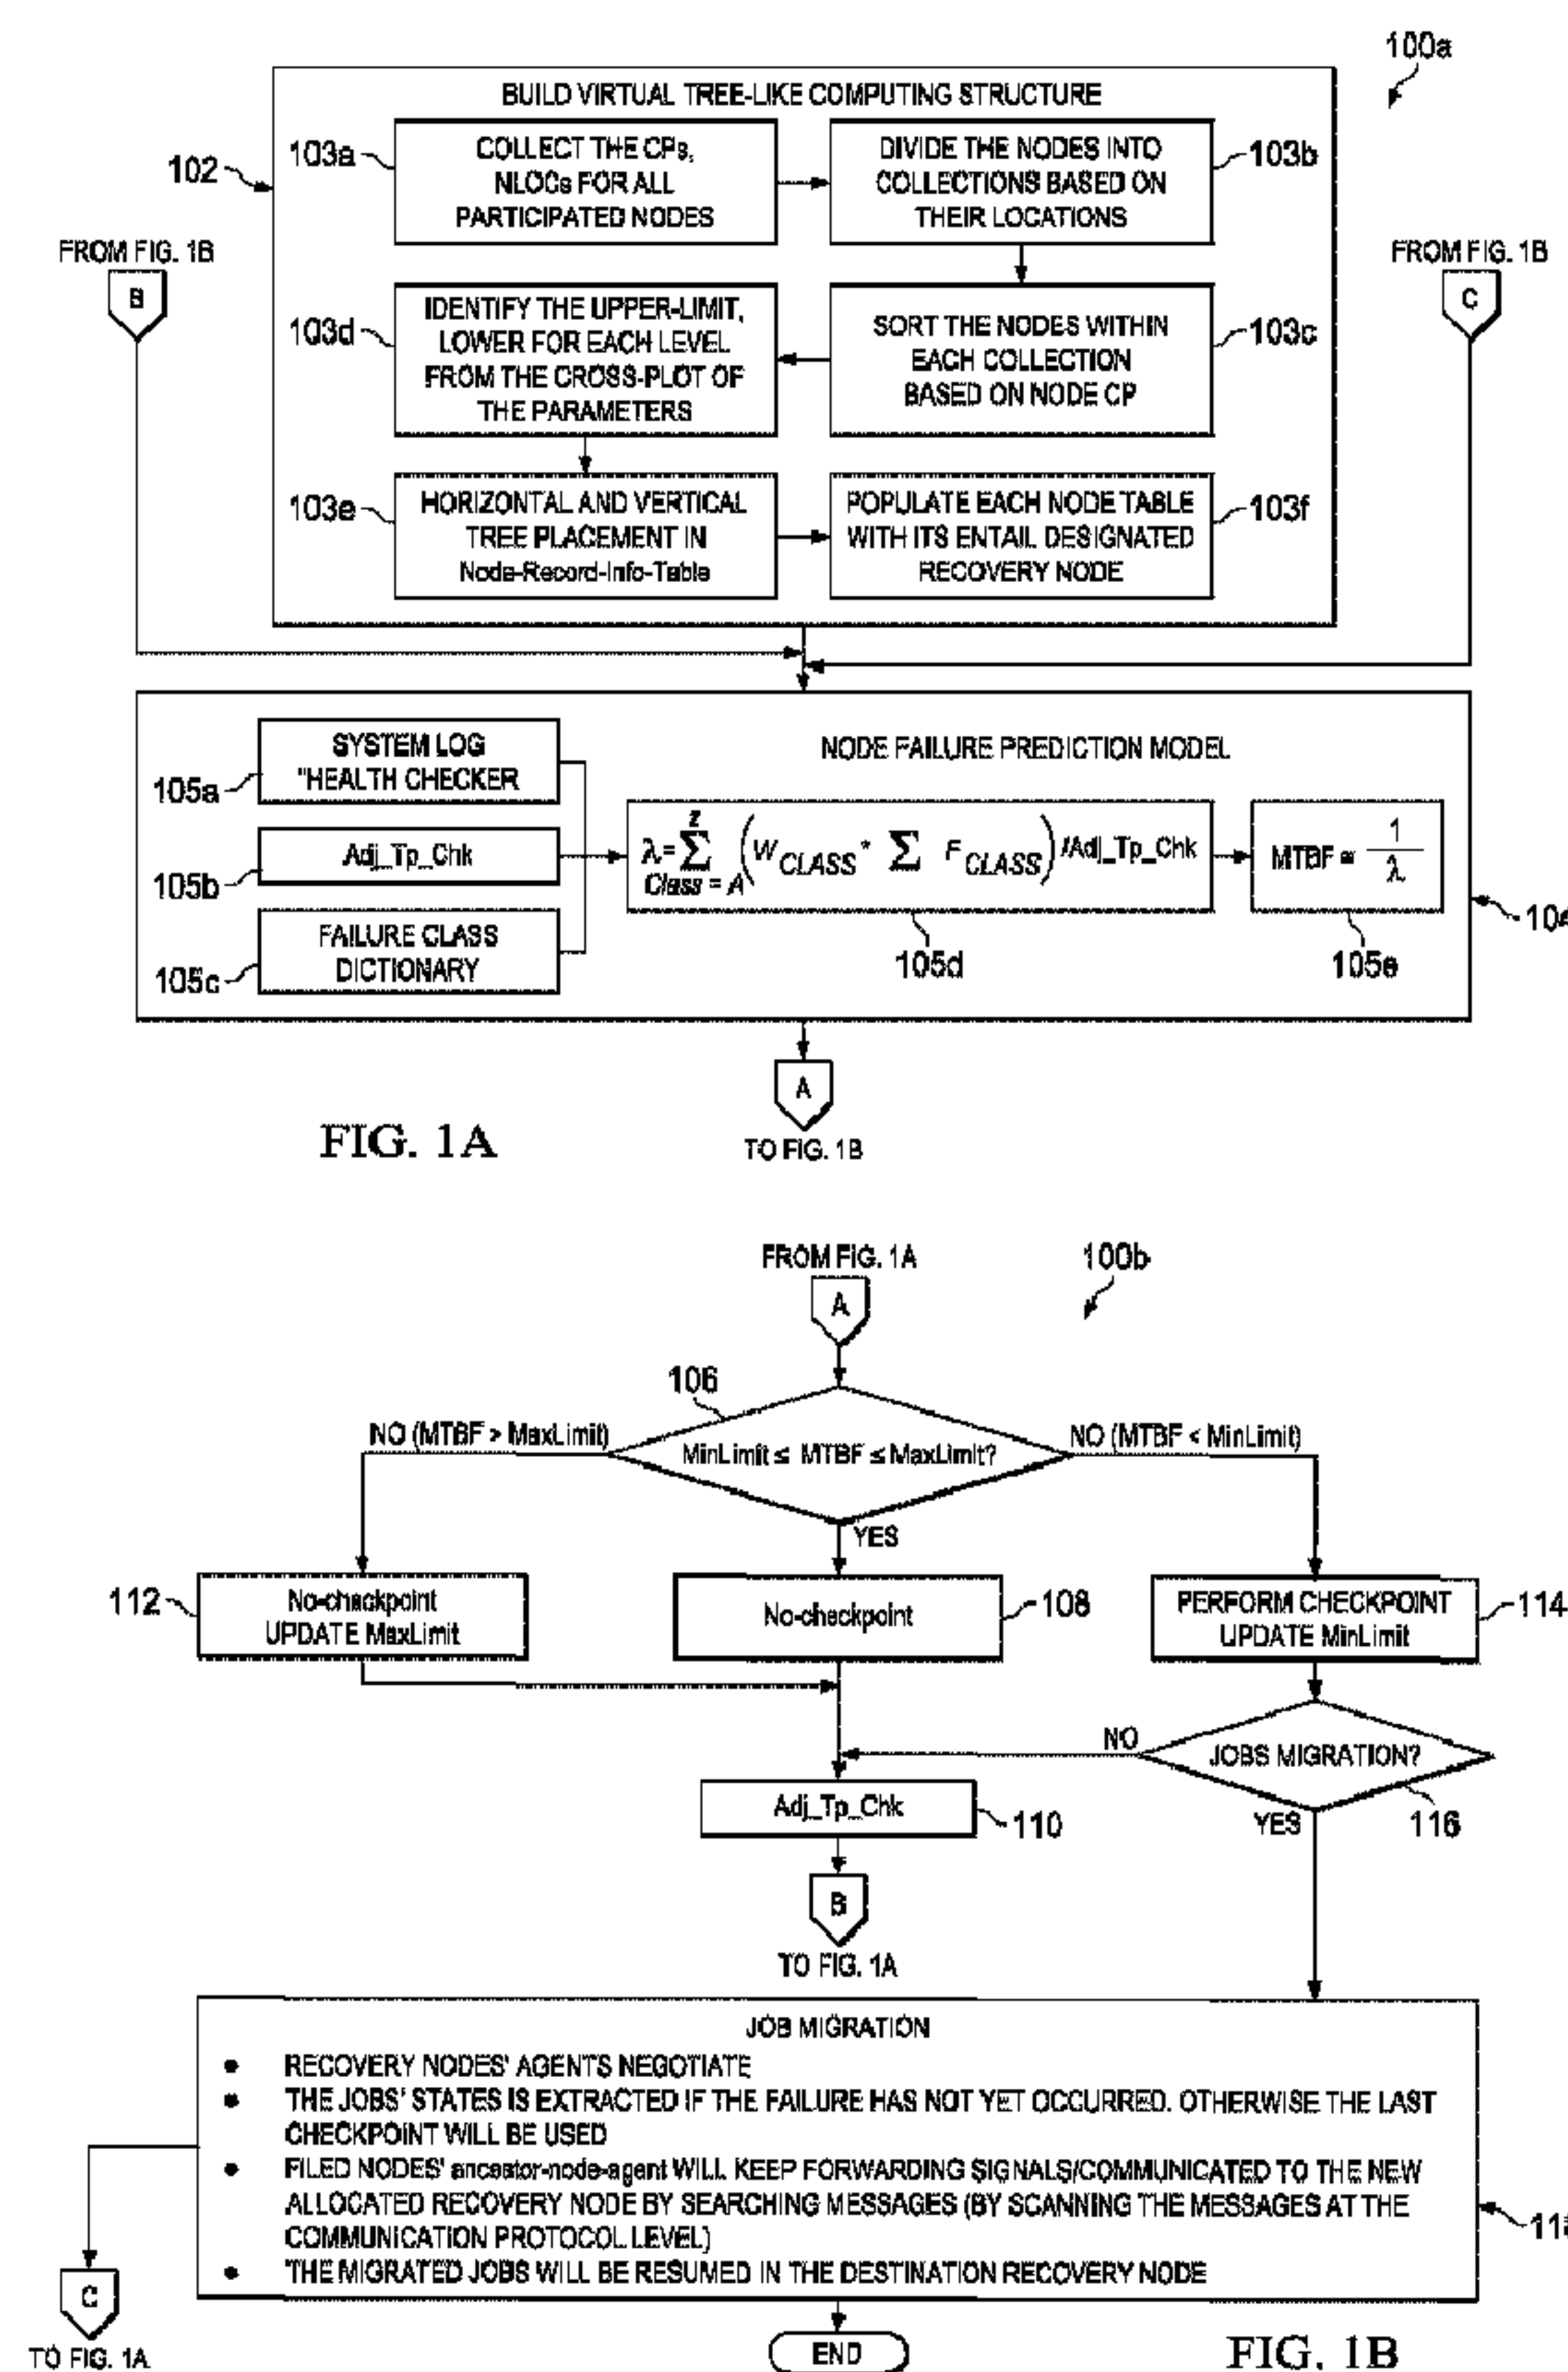 100a
BUILD VIRTUAL TREE-LIKE COMPUTING STRUCTURE
102
103a
COLLECT THE CPs,
NLOCs FOR ALL
PARTICIPATED NODES
DIVIDE THE NODES INTO
COLLECTIONS BASED ON
THEIR LOCATIONS
103b
FROM FIG. 1B
B
FROM FIG. 1B
C
103d
IDENTIFY THE UPPER-LIMIT,
LOWER FOR EACH LEVEL
FROM THE CROSS-PLOT OF
THE PARAMETERS
SORT THE NODES WITHIN
EACH COLLECTION
BASED ON NODE CP
103c
103e
HORIZONTAL AND VERTICAL
TREE PLACEMENT IN
Node-Record-Info-Table
POPULATE EACH NODE TABLE
WITH ITS ENTAIL DESIGNATED
RECOVERY NODE
103f
NODE FAILURE PREDICTION MODEL
105a
SYSTEM LOG
"HEALTH CHECKER
105b
Adj_Tp_Chk
105c
FAILURE CLASS
DICTIONARY
λ = Σ Class = A Z (W CLASS * Σ F CLASS) /Adj_Tp_Chk
105d
MTBF = 1 / λ
105e
A
TO FIG. 1B
FIG. 1A
FROM FIG. 1A
A
100b
106
MinLimit ≤ MTBF ≤ MaxLimit?
NO (MTBF > MaxLimit)
NO (MTBF < MinLimit)
YES
112
No-checkpoint
UPDATE MaxLimit
No-checkpoint
108
PERFORM CHECKPOINT
UPDATE MinLimit
114
JOBS MIGRATION?
116
NO
YES
Adj_Tp_Chk
110
B
TO FIG. 1A
JOB MIGRATION
• RECOVERY NODES' AGENTS NEGOTIATE
• THE JOBS' STATES IS EXTRACTED IF THE FAILURE HAS NOT YET OCCURRED. OTHERWISE THE LAST
CHECKPOINT WILL BE USED
• FILED NODES' ancestor-node-agent WILL KEEP FORWARDING SIGNALS/COMMUNICATED TO THE NEW
ALLOCATED RECOVERY NODE BY SEARCHING MESSAGES (BY SCANNING THE MESSAGES AT THE
COMMUNICATION PROTOCOL LEVEL)
• THE MIGRATED JOBS WILL BE RESUMED IN THE DESTINATION RECOVERY NODE
C
TO FIG. 1A
END
FIG. 1B